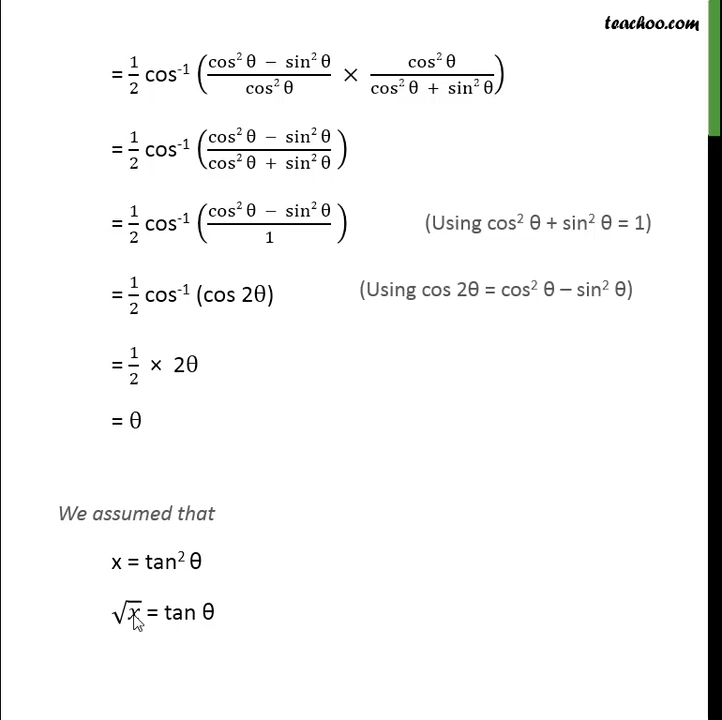 teachoo.com
= 1/2 cos⁻¹ ((cos² θ − sin² θ)/(cos² θ) × (cos² θ)/(cos² θ + sin² θ))
= 1/2 cos⁻¹ ((cos² θ − sin² θ)/(cos² θ + sin² θ))
= 1/2 cos⁻¹ ((cos² θ − sin² θ)/1) (Using cos² θ + sin² θ = 1)
= 1/2 cos⁻¹ (cos 2θ) (Using cos 2θ = cos² θ – sin² θ)
= 1/2 × 2θ
= θ
We assumed that
x = tan² θ
√x = tan θ